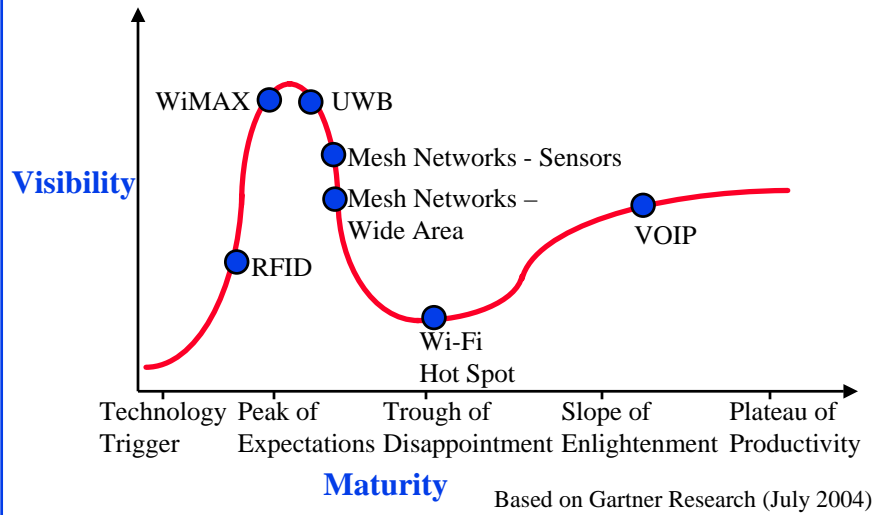 WiMAX
UWB
Mesh Networks - Sensors
Visibility
Mesh Networks –
Wide Area
VOIP
RFID
Wi-Fi
Hot Spot
Technology
Trigger
Peak of
Expectations
Trough of
Disappointment
Slope of
Enlightenment
Plateau of
Productivity
Maturity
Based on Gartner Research (July 2004)